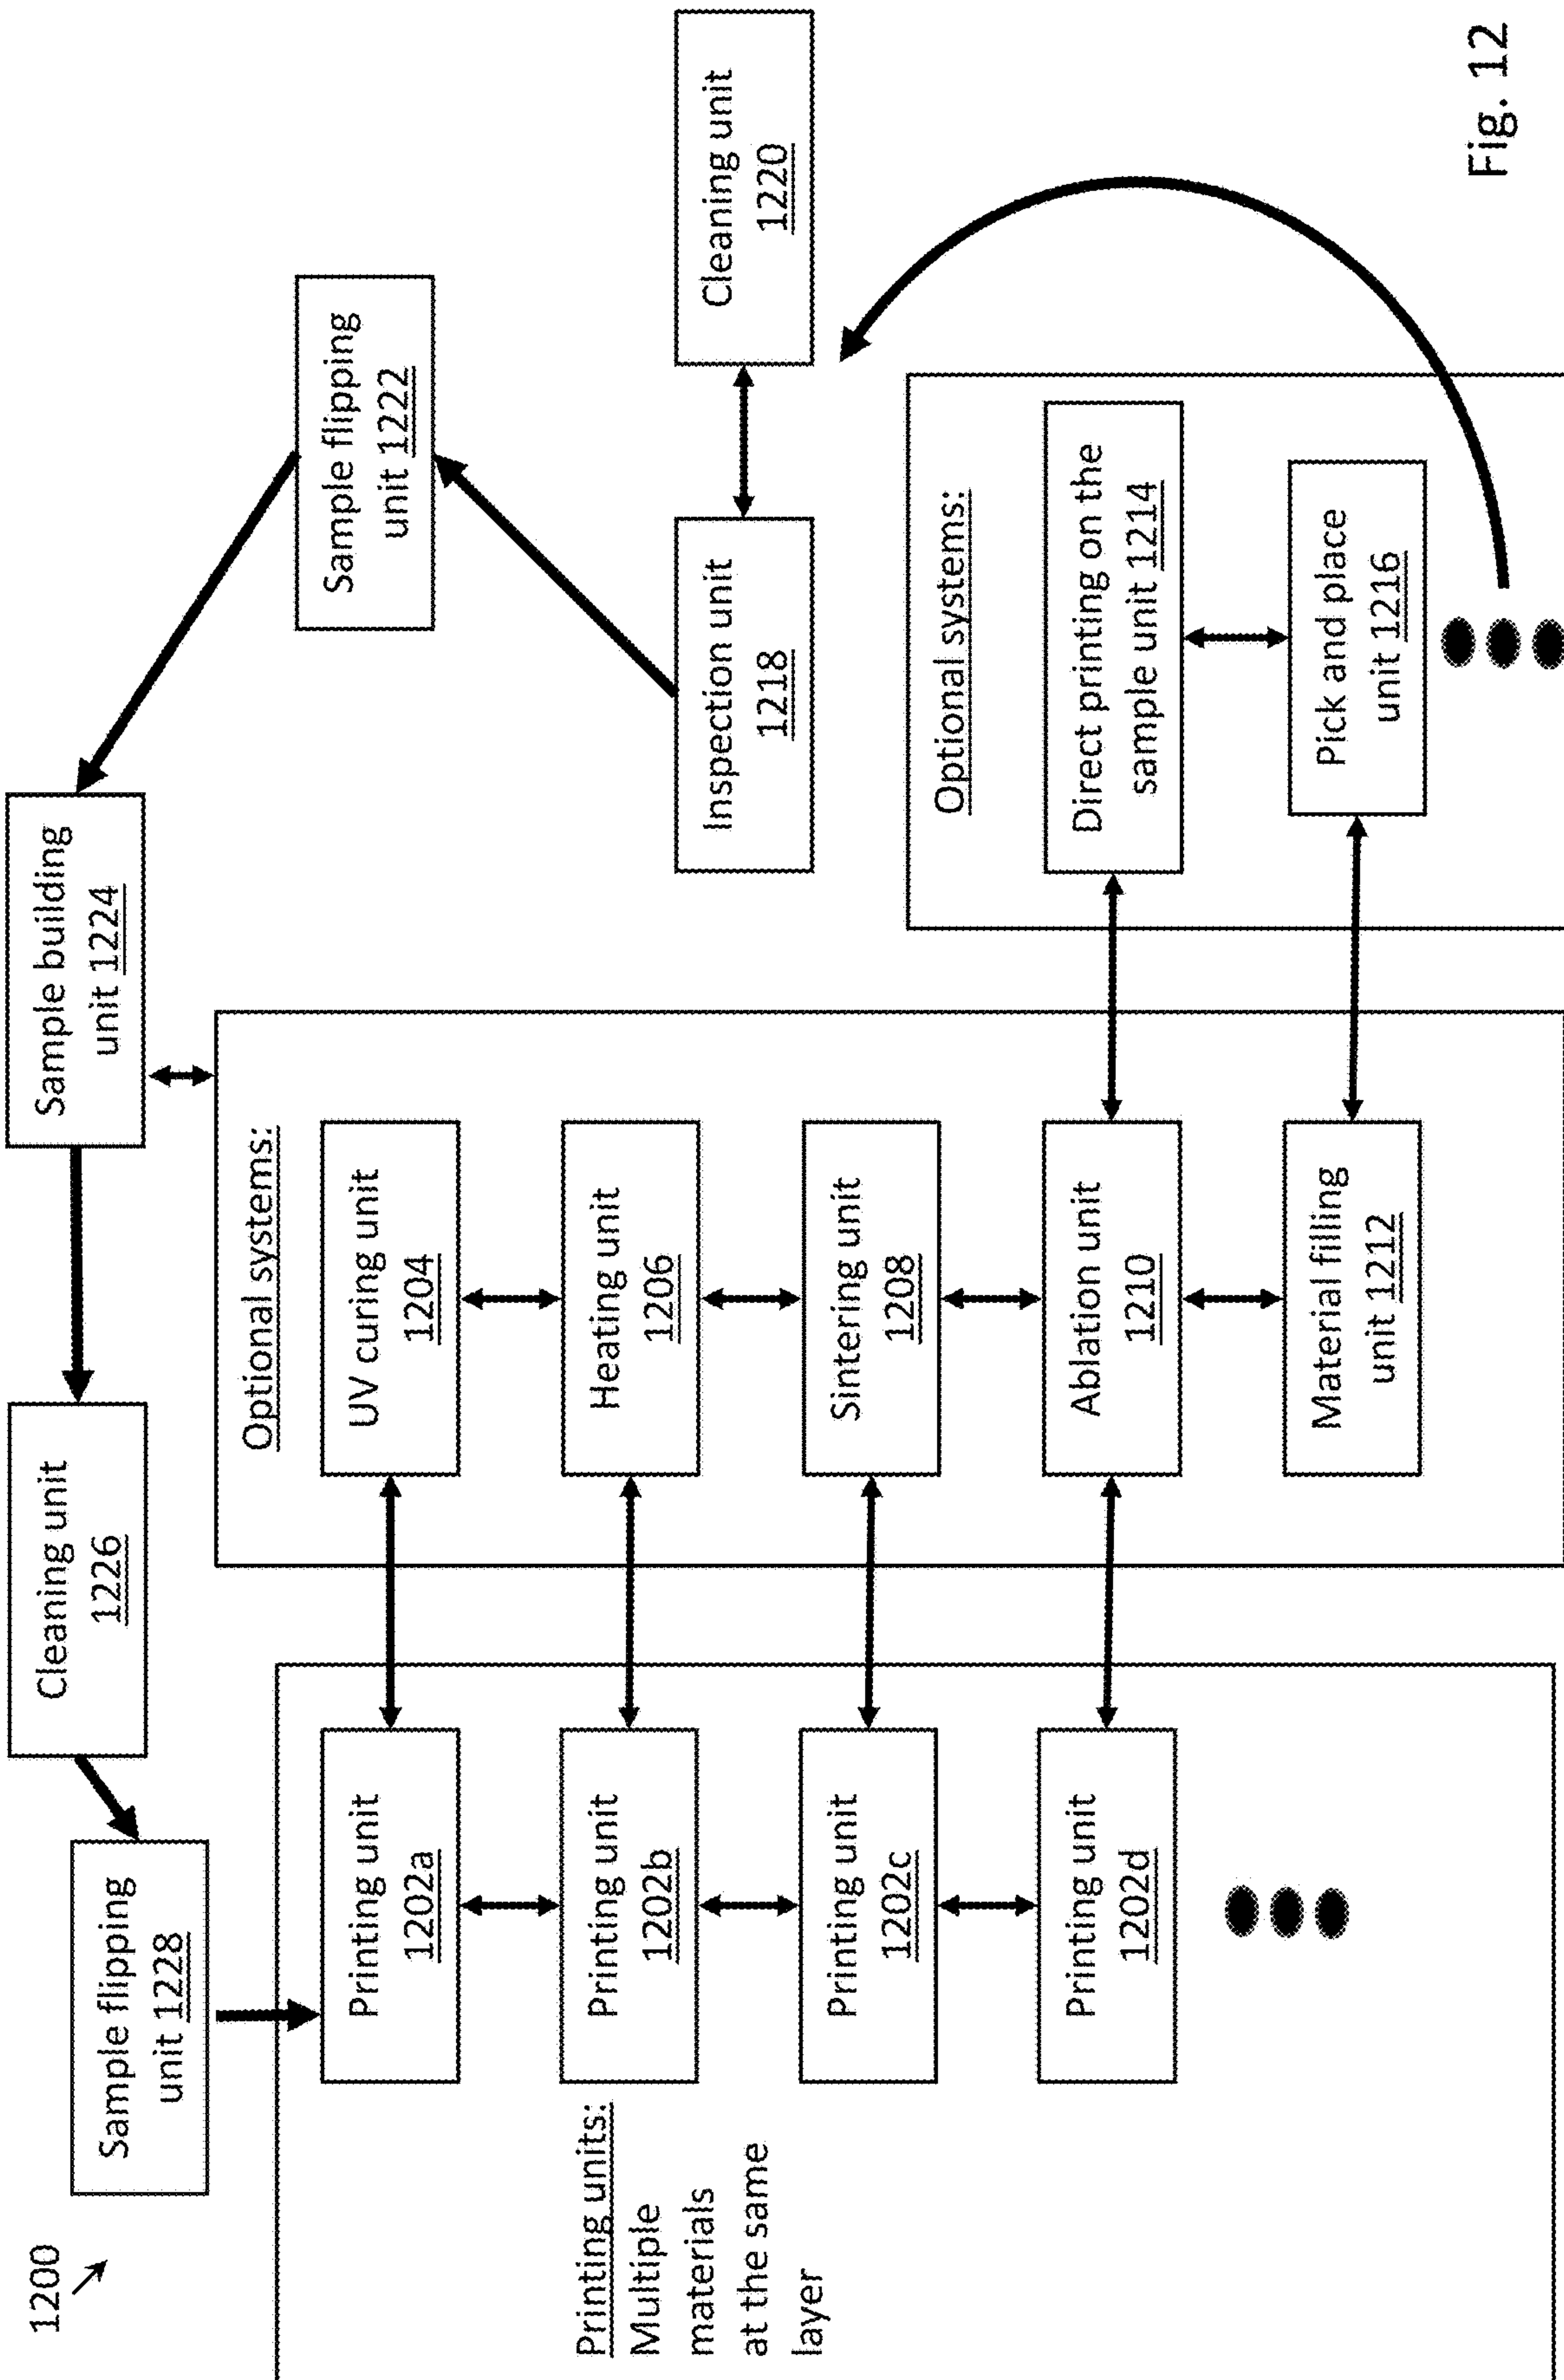 1200
Sample flipping
unit 1228
Cleaning unit
1226
Sample building
unit 1224
Sample flipping
unit 1222
Printing units:
Multiple
materials
at the same
layer
Printing unit
1202a
Printing unit
1202b
Printing unit
1202c
Printing unit
1202d
Optional systems:
UV curing unit
1204
Heating unit
1206
Sintering unit
1208
Ablation unit
1210
Material filling
unit 1212
Inspection unit
1218
Cleaning unit
1220
Optional systems:
Direct printing on the
sample unit 1214
Pick and place
unit 1216
Fig. 12